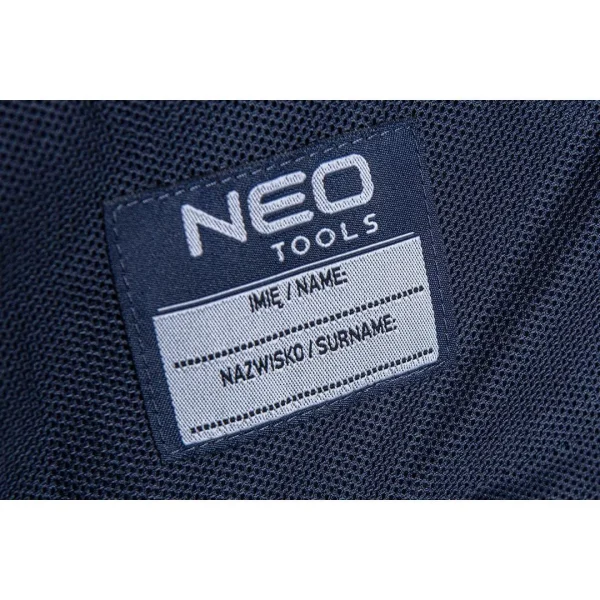 NEO
TOOLS
IMIĘ / NAME:
NAZWISKO / SURNAME: